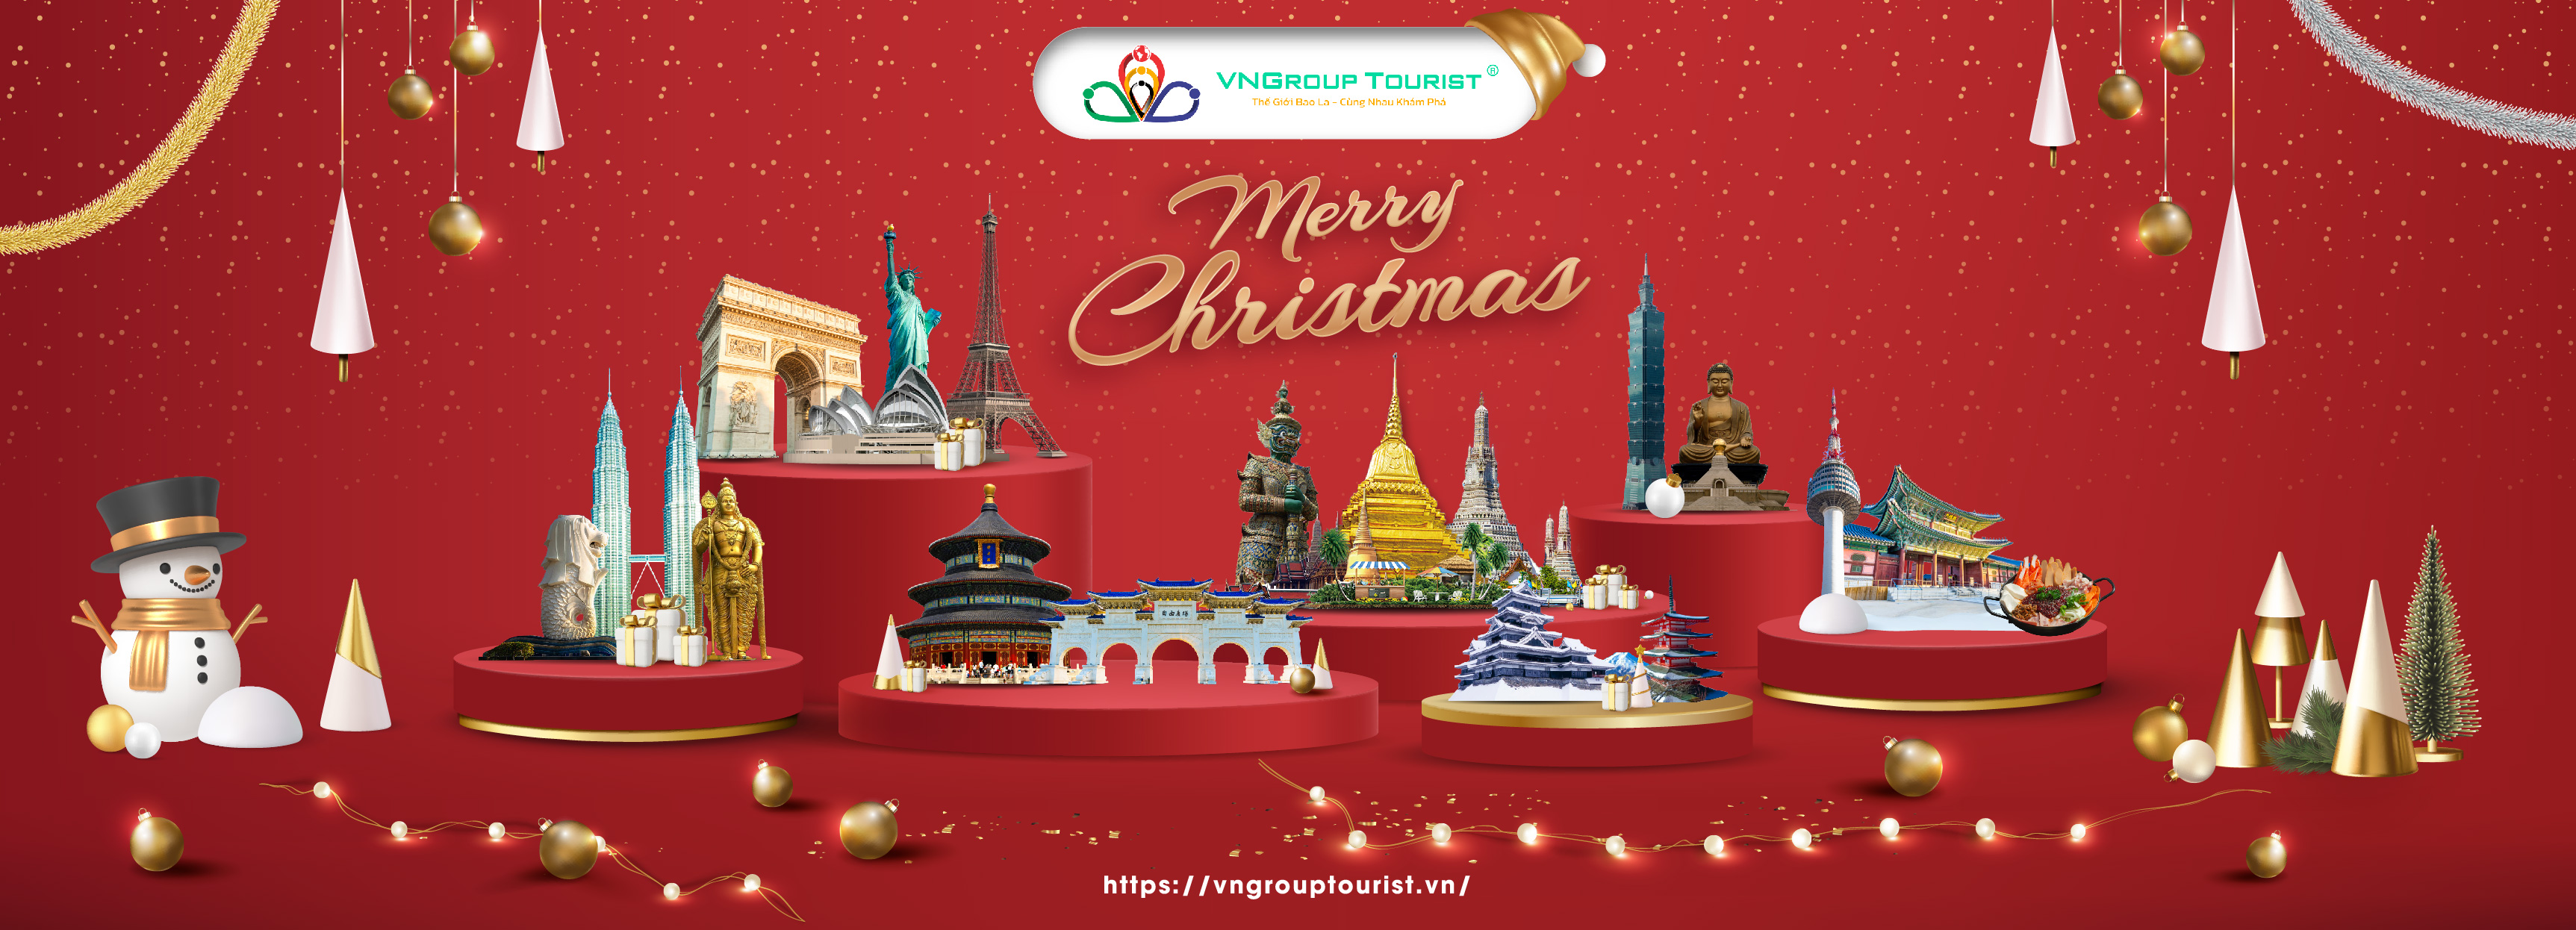 VNGROUP TOURIST ®
Thế Giới Bao La - Cùng Nhau Khám Phá
Merry
Christmas
https://vngrouptourist.vn/